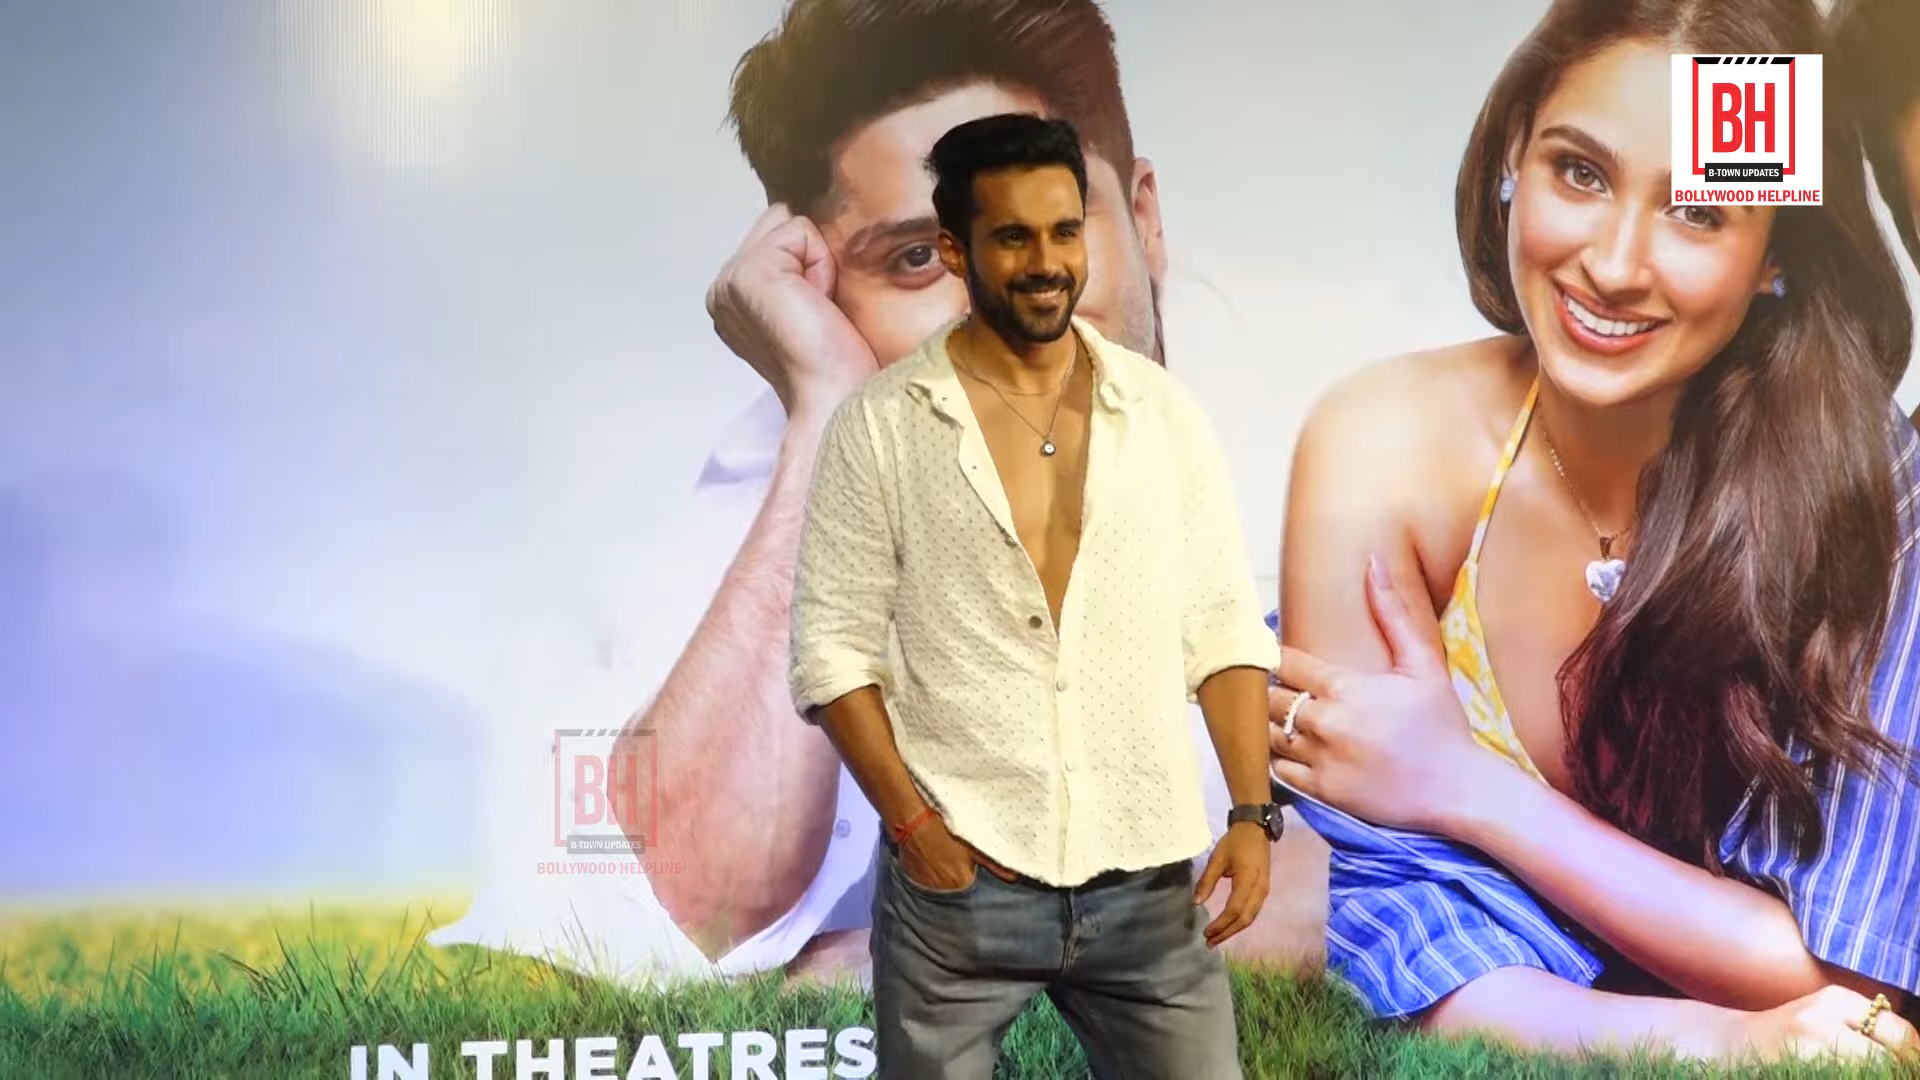 BH
B-TOWN UPDATES
BOLLYWOOD HELPLINE
BH
B-TOWN UPDATES
BOLLYWOOD HELPLINE
IN THEATRES